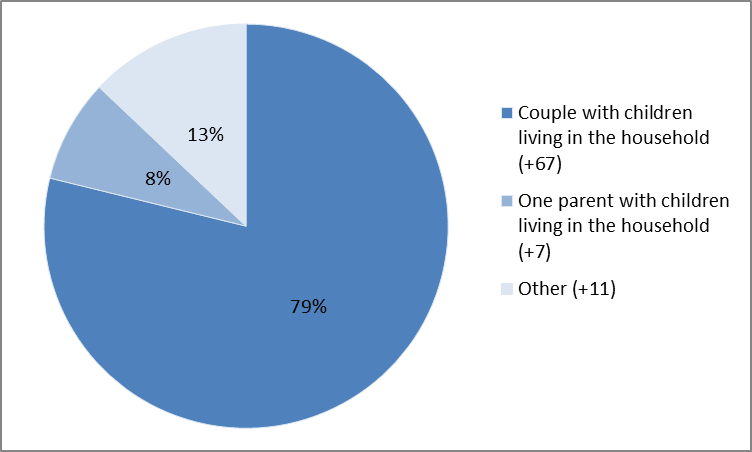 13%
8%
79%
Couple with children
living in the household
(+67)
One parent with children
living in the household
(+7)
Other (+11)